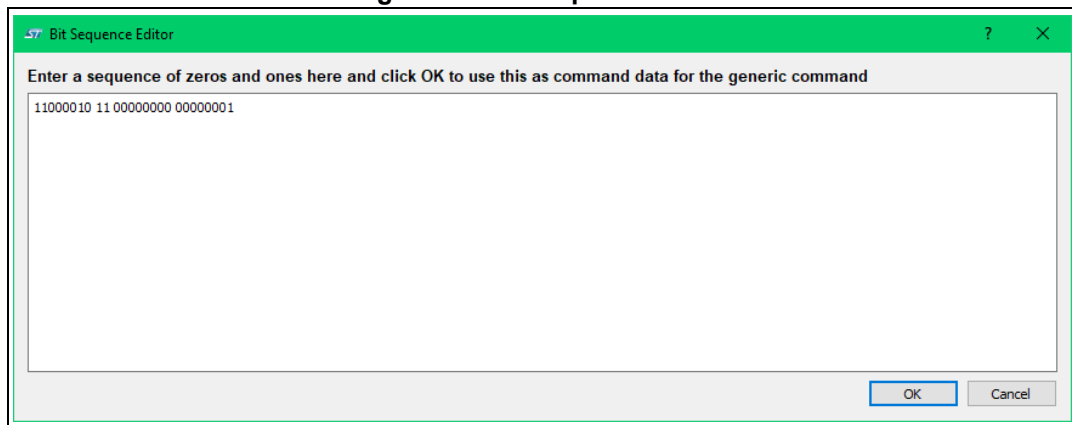 ST Bit Sequence Editor ? ×
Enter a sequence of zeros and ones here and click OK to use this as command data for the generic command
11000010 11 00000000 00000001
OK Cancel